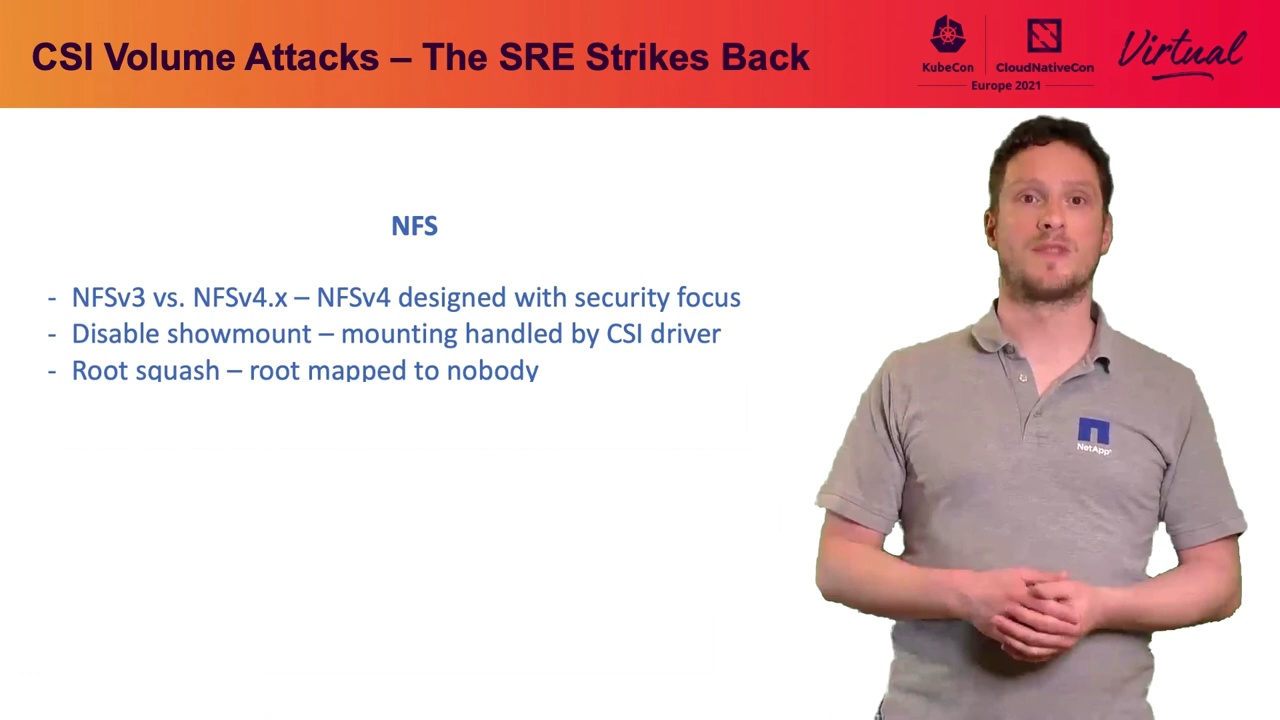 CSI Volume Attacks – The SRE Strikes Back
KubeCon
CloudNativeCon
Europe 2021
Virtual
NFS
- NFSv3 vs. NFSv4.x – NFSv4 designed with security focus
- Disable showmount – mounting handled by CSI driver
- Root squash – root mapped to nobody
NetApp